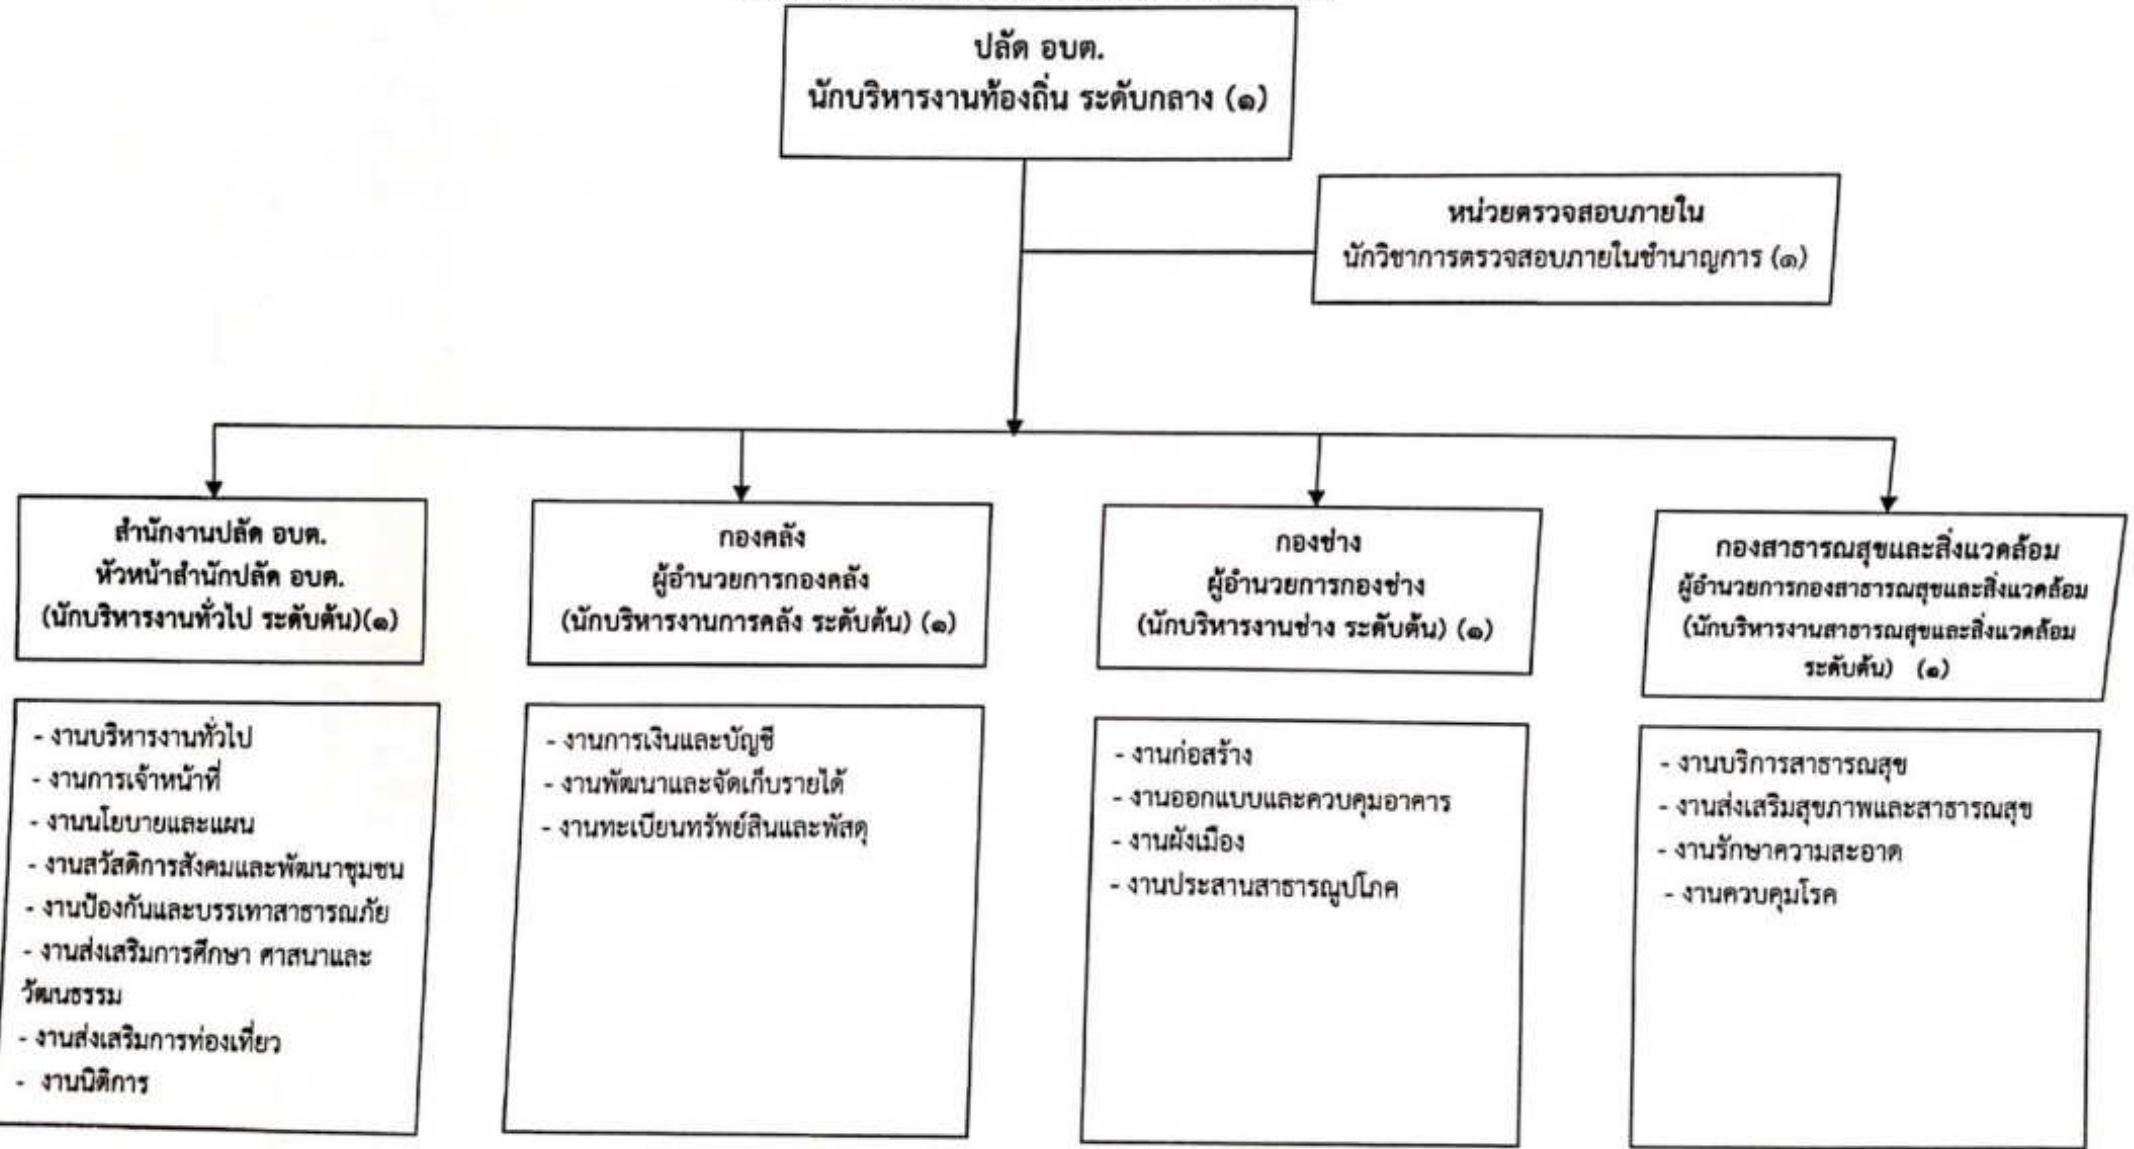 ปลัด อบต.
นักบริหารงานท้องถิ่น ระดับกลาง (๑)
หน่วยตรวจสอบภายใน
นักวิชาการตรวจสอบภายในชำนาญการ (๑)
สำนักงานปลัด อบต.
หัวหน้าสำนักปลัด อบต.
(นักบริหารงานทั่วไป ระดับต้น)(๑)
กองคลัง
ผู้อำนวยการกองคลัง
(นักบริหารงานการคลัง ระดับต้น) (๑)
กองช่าง
ผู้อำนวยการกองช่าง
(นักบริหารงานช่าง ระดับต้น) (๑)
กองสาธารณสุขและสิ่งแวดล้อม
ผู้อำนวยการกองสาธารณสุขและสิ่งแวดล้อม
(นักบริหารงานสาธารณสุขและสิ่งแวดล้อม
ระดับต้น) (๑)
- งานบริหารงานทั่วไป
- งานการเจ้าหน้าที่
- งานนโยบายและแผน
- งานสวัสดิการสังคมและพัฒนาชุมชน
- งานป้องกันและบรรเทาสาธารณภัย
- งานส่งเสริมการศึกษา ศาสนาและ
วัฒนธรรม
- งานส่งเสริมการท่องเที่ยว
- งานนิติการ
- งานการเงินและบัญชี
- งานพัฒนาและจัดเก็บรายได้
- งานทะเบียนทรัพย์สินและพัสดุ
- งานก่อสร้าง
- งานออกแบบและควบคุมอาคาร
- งานผังเมือง
- งานประสานสาธารณูปโภค
- งานบริการสาธารณสุข
- งานส่งเสริมสุขภาพและสาธารณสุข
- งานรักษาความสะอาด
- งานควบคุมโรค